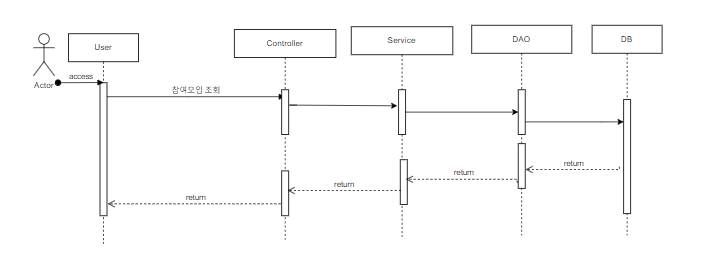 User
Controller
Service
DAO
DB
Actor
access
참여모임 조회
return
return
return
return